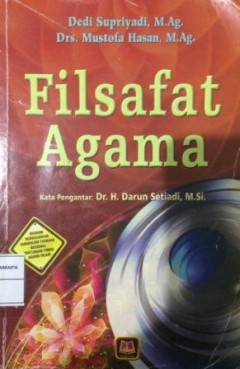 Dedi Supriyadi, M.Ag.
Drs. Mustofa Hasan, M.Ag.
Filsafat
Agama
Kata Pengantar: Dr. H. Darun Setiadi, M.Si.